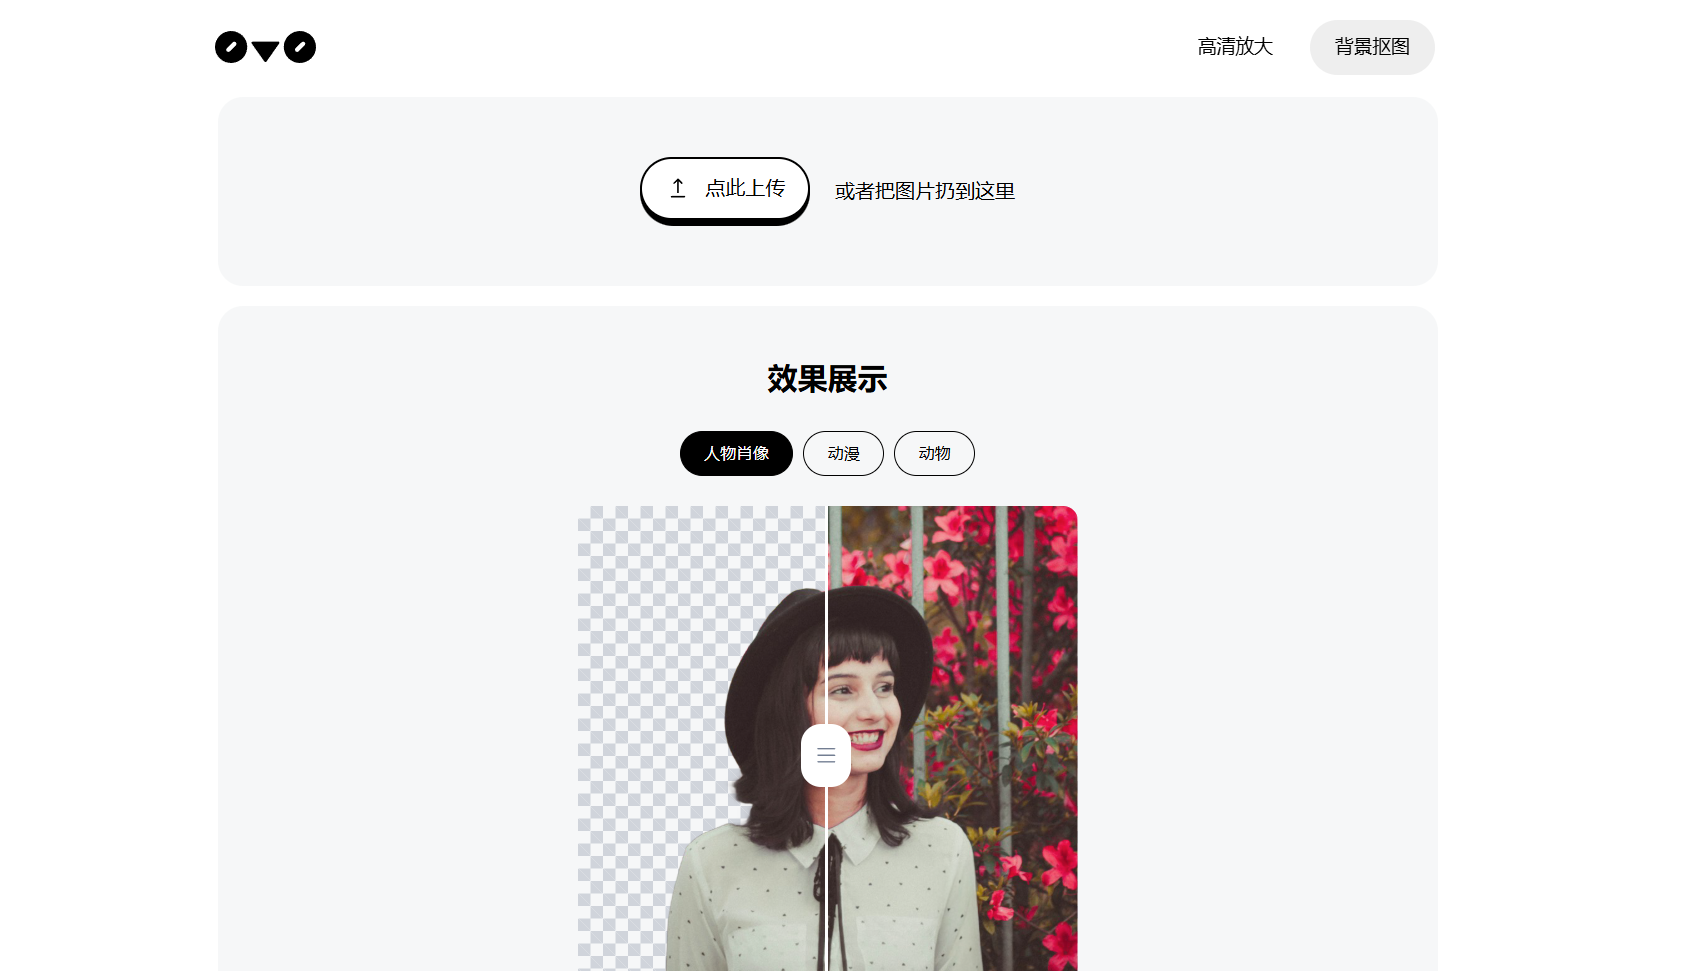 高清放大
背景抠图
点此上传
或者把图片扔到这里
效果展示
人物肖像
动漫
动物